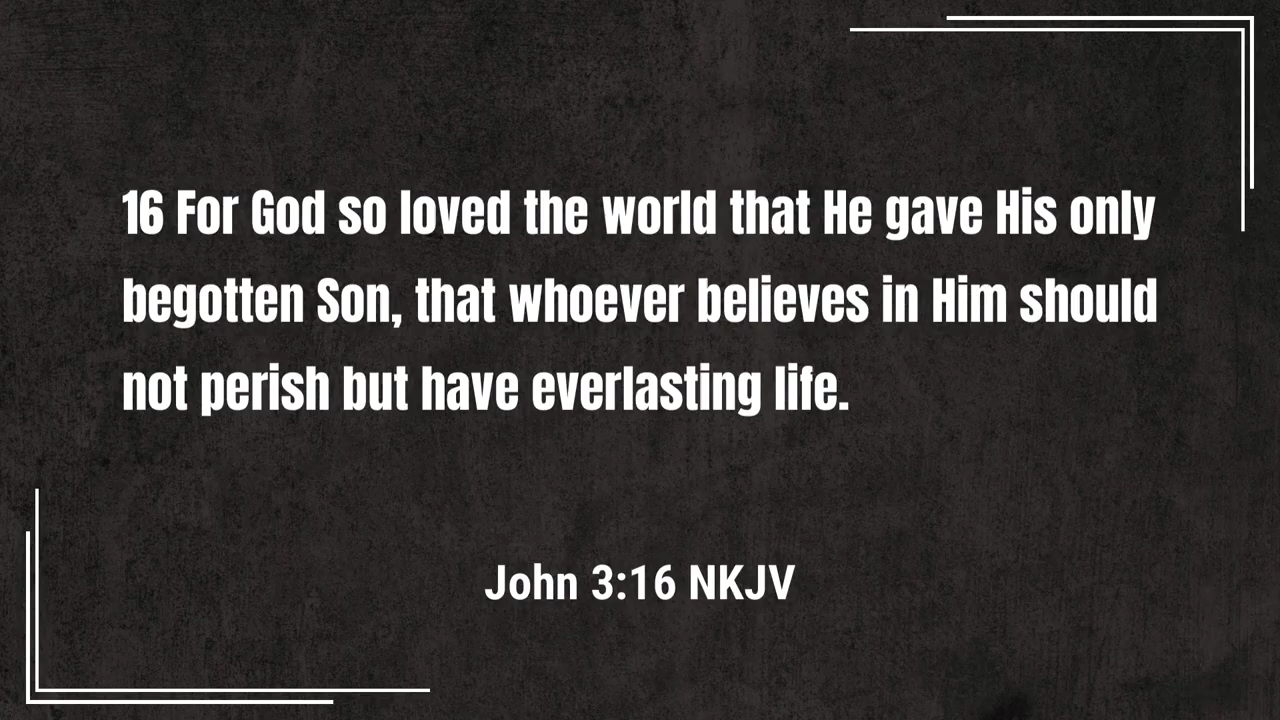 16 For God so loved the world that He gave His only
begotten Son, that whoever believes in Him should
not perish but have everlasting life.
John 3:16 NKJV